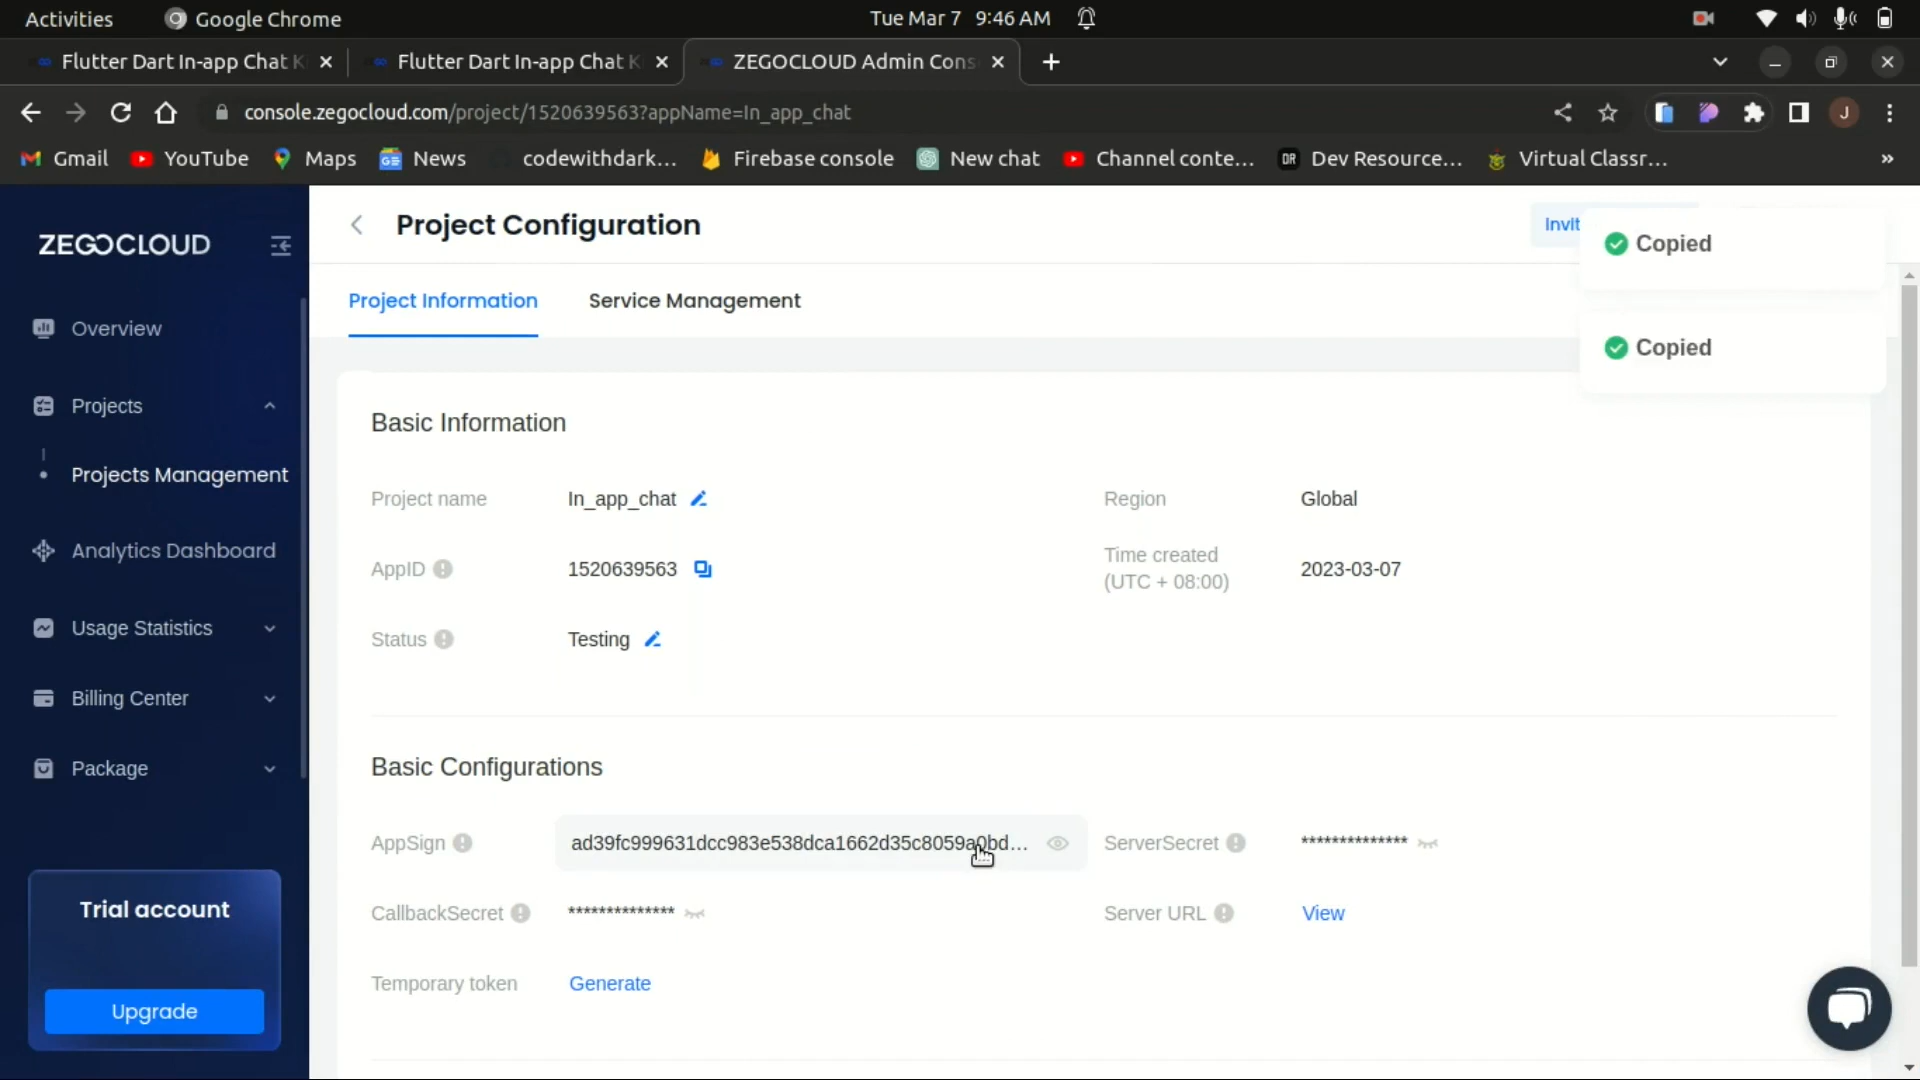 Activities Google Chrome Tue Mar 7 9:46 AM
Flutter Dart In-app Chat K Flutter Dart In-app Chat K ZEGOCLOUD Admin Cons
console.zegocloud.com/project/1520639563?appName=In_app_chat J
Gmail YouTube Maps News codewithdark... Firebase console New chat Channel conte... DR Dev Resource... Virtual Classr... »
ZEGOCLOUD
Overview
Projects
Projects Management
Analytics Dashboard
Usage Statistics
Billing Center
Package
Trial account
Upgrade
Project Configuration
Invit
Copied
Copied
Project Information Service Management
Basic Information
Project name In_app_chat Region Global
AppID 1520639563 Time created
(UTC + 08:00) 2023-03-07
Status Testing
Basic Configurations
AppSign ad39fc999631dcc983e538dca1662d35c8059a0bd... ServerSecret **************
CallbackSecret ************** Server URL View
Temporary token Generate